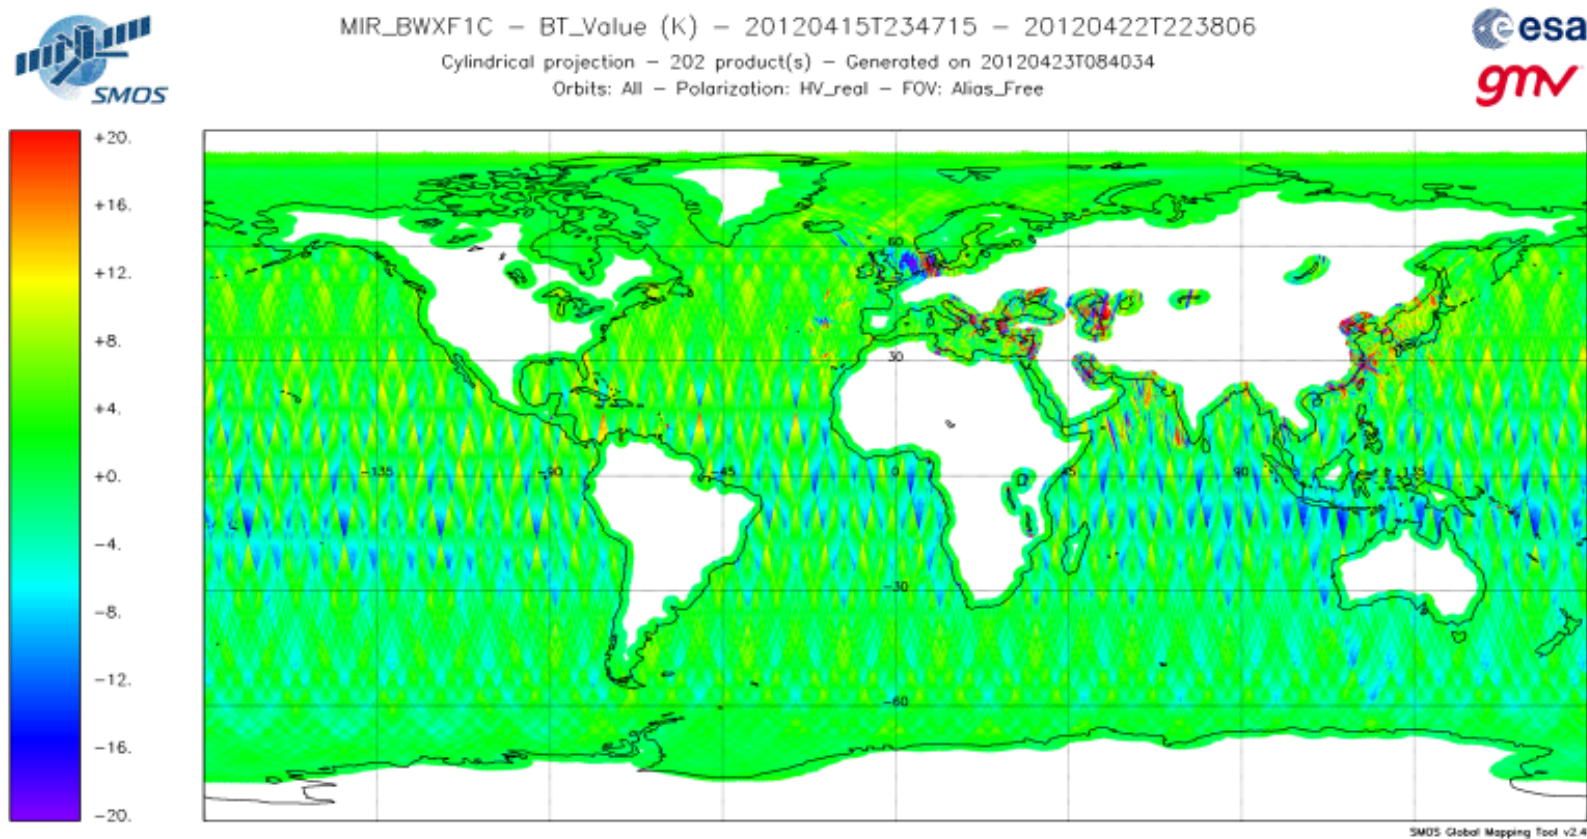 MIR_BWXF1C - BT_Value (K) - 20120415T234715 - 20120422T223806
Cylindrical projection - 202 product(s) - Generated on 20120423T084034
Orbits: All - Polarization: HV_real - FOV: Alias_Free
SMOS
esa
gmv
+20.
+16.
+12.
+8.
+4.
+0.
-4.
-8.
-12.
-16.
-20.
60
30
-135 -90 -45 0 45 90 135
-30
-60
SMOS Global Mapping Tool v2.4